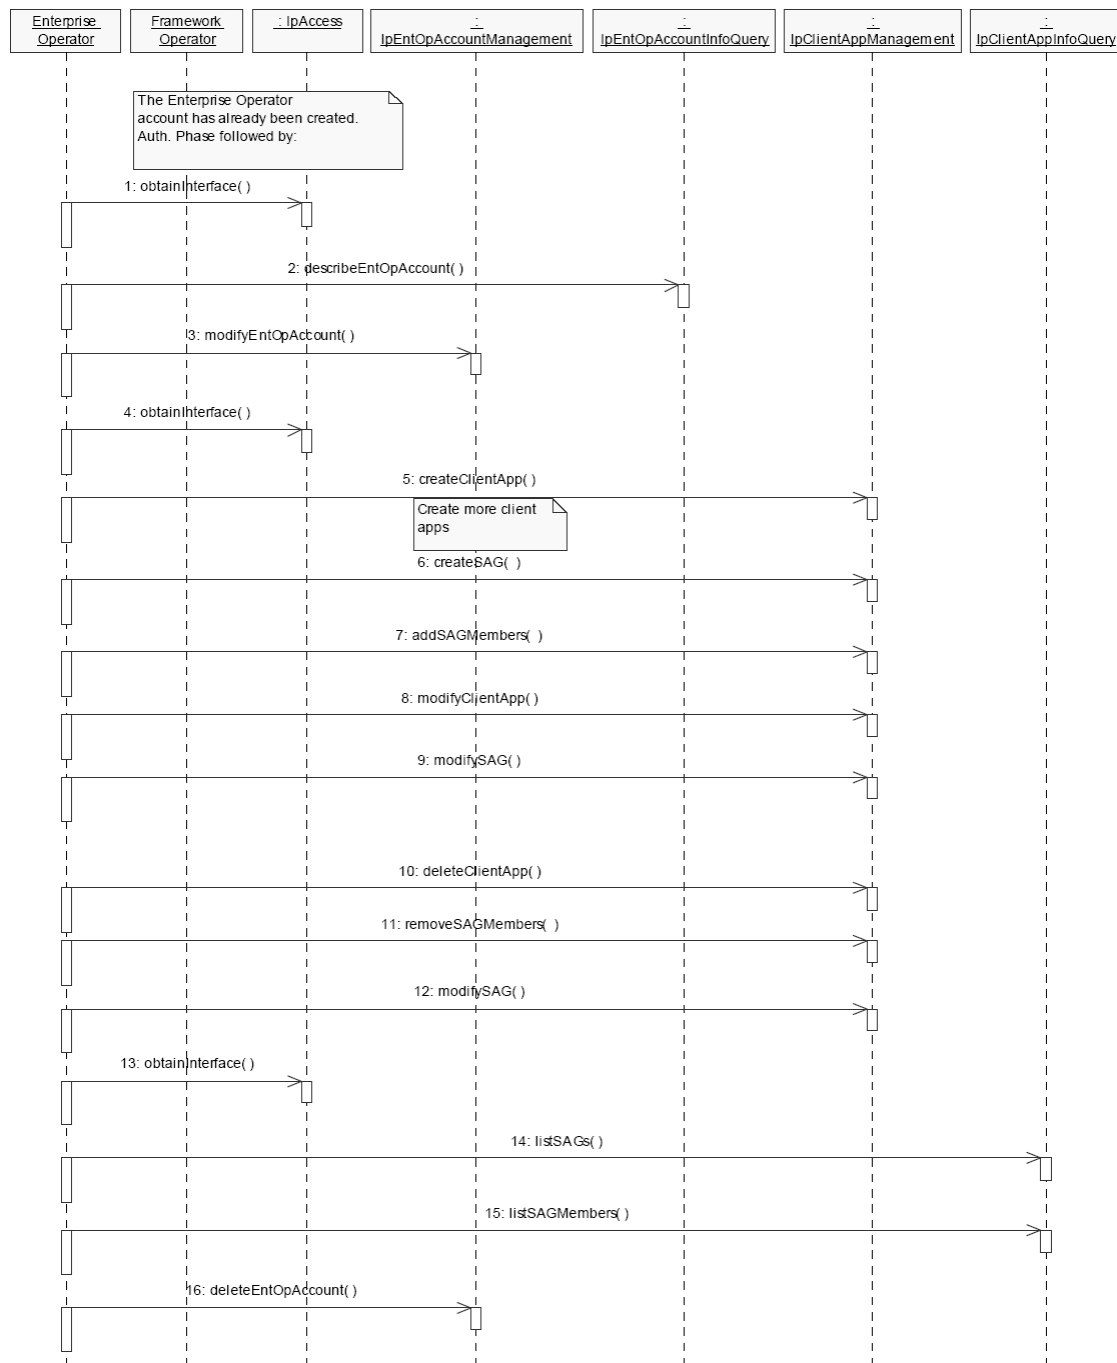 Enterprise
Operator
Framework
Operator
: IpAccess
:
IpEntOpAccountManagement
:
IpEntOpAccountInfoQuery
:
IpClientAppManagement
:
IpClientAppInfoQuery
The Enterprise Operator
account has already been created.
Auth. Phase followed by:
1: obtainInterface( )
2: describeEntOpAccount( )
3: modifyEntOpAccount( )
4: obtainInterface( )
5: createClientApp( )
Create more client
apps
6: createSAG( )
7: addSAGMembers( )
8: modifyClientApp( )
9: modifySAG( )
10: deleteClientApp( )
11: removeSAGMembers( )
12: modifySAG( )
13: obtainInterface( )
14: listSAGs( )
15: listSAGMembers( )
16: deleteEntOpAccount( )